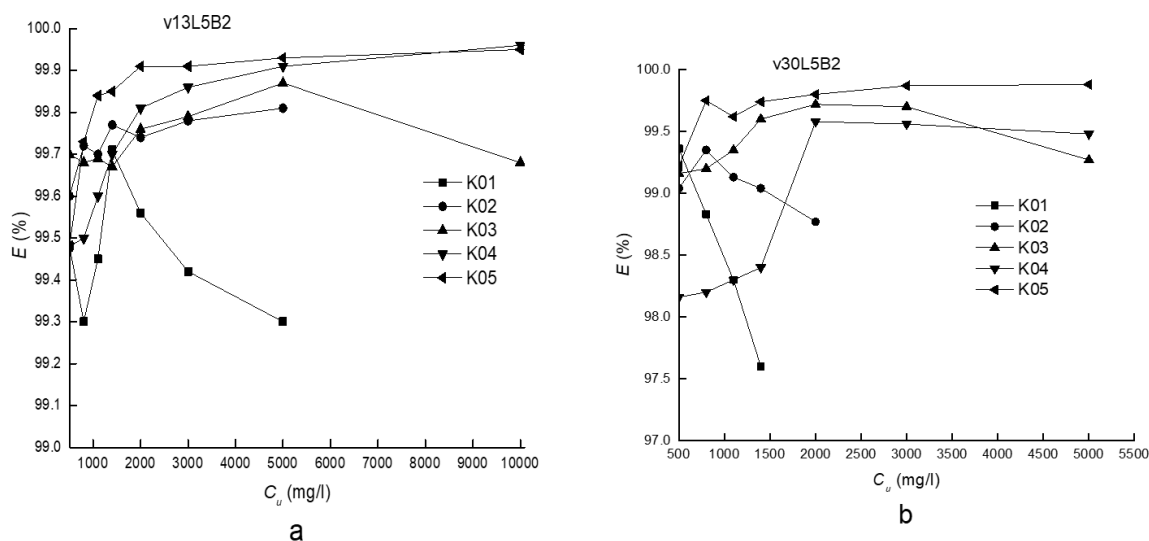 v13L5B2
100.0
99.9
99.8
99.7
99.6
99.5
99.4
99.3
99.2
99.1
99.0
E (%)
1000 2000 3000 4000 5000 6000 7000 8000 9000 10000
C_u (mg/l)
K01
K02
K03
K04
K05
a
v30L5B2
100.0
99.5
99.0
98.5
98.0
97.5
97.0
E (%)
500 1000 1500 2000 2500 3000 3500 4000 4500 5000 5500
C_u (mg/l)
K01
K02
K03
K04
K05
b